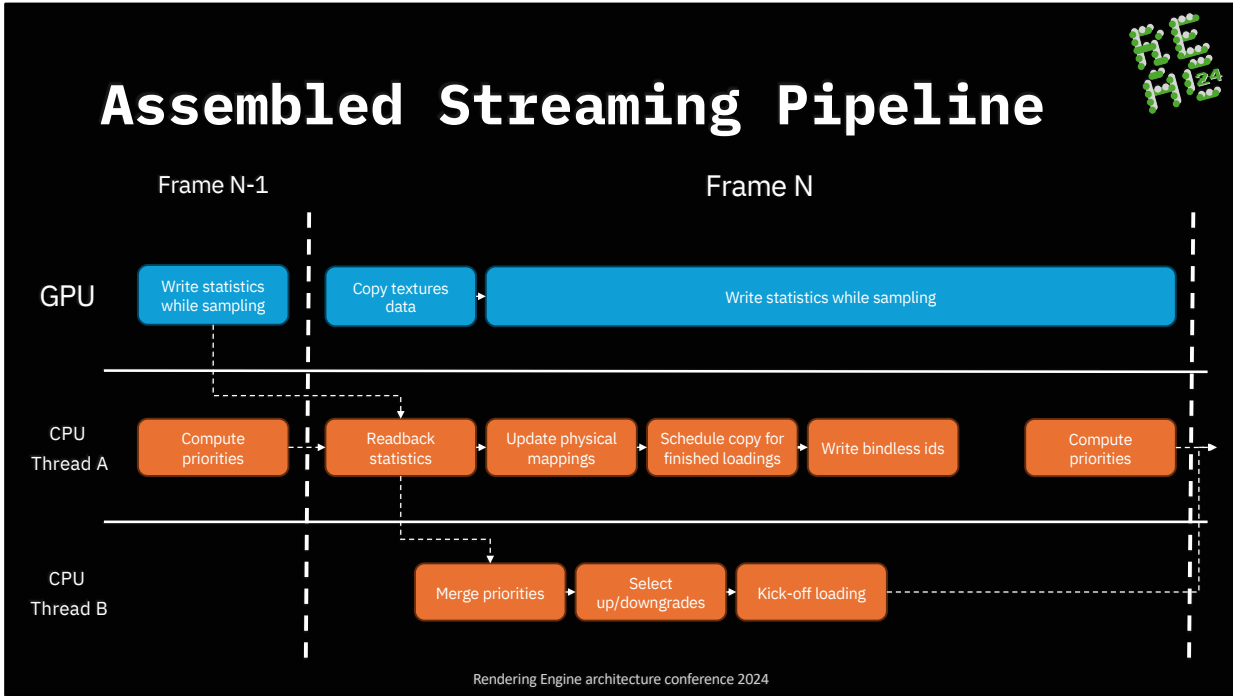 REAC
24
Assembled Streaming Pipeline
Frame N-1
Frame N
GPU
Write statistics
while sampling
Copy textures
data
Write statistics while sampling
CPU
Thread A
Compute
priorities
Readback
statistics
Update physical
mappings
Schedule copy for
finished loadings
Write bindless ids
Compute
priorities
CPU
Thread B
Merge priorities
Select
up/downgrades
Kick-off loading
Rendering Engine architecture conference 2024